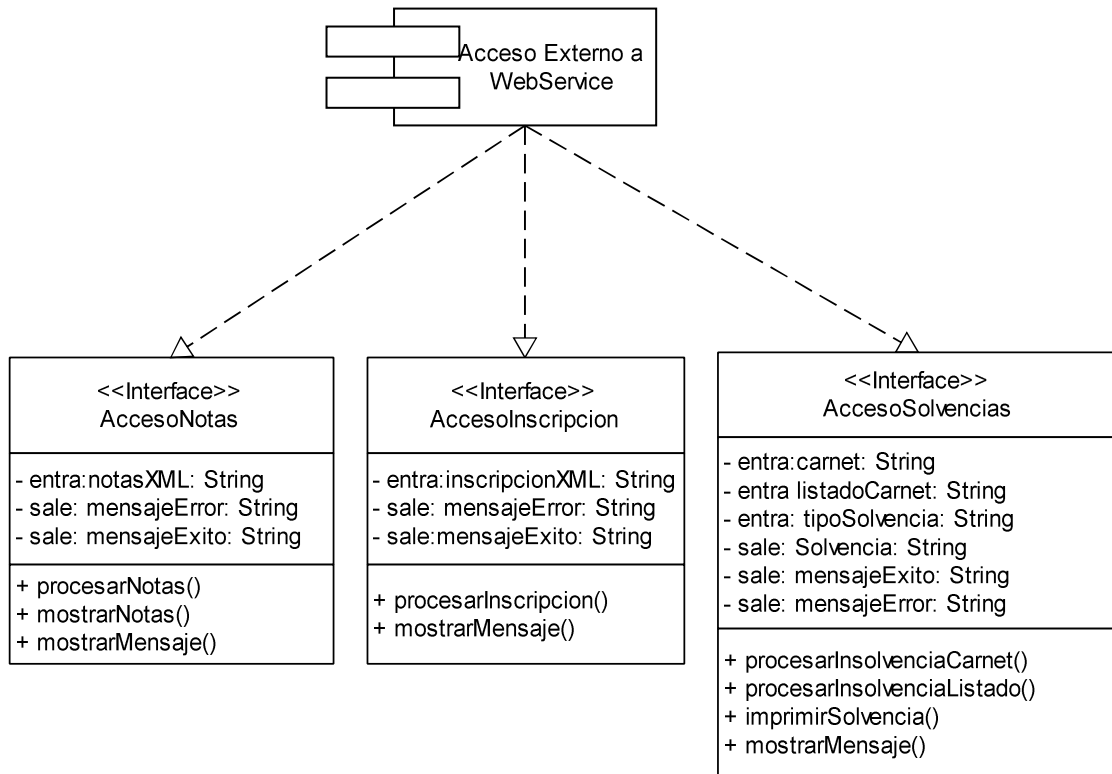 Acceso Externo a
WebService
<<Interface>>
AccesoNotas
- entra:notasXML: String
- sale: mensajeError: String
- sale: mensajeExito: String
+ procesarNotas()
+ mostrarNotas()
+ mostrarMensaje()
<<Interface>>
AccesoInscripcion
- entra:inscripcionXML: String
- sale: mensajeError: String
- sale:mensajeExito: String
+ procesarInscripcion()
+ mostrarMensaje()
<<Interface>>
AccesoSolvencias
- entra:carnet: String
- entra listadoCarnet: String
- entra: tipoSolvencia: String
- sale: Solvencia: String
- sale: mensajeExito: String
- sale: mensajeError: String
+ procesarInsolvenciaCarnet()
+ procesarInsolvenciaListado()
+ imprimirSolvencia()
+ mostrarMensaje()